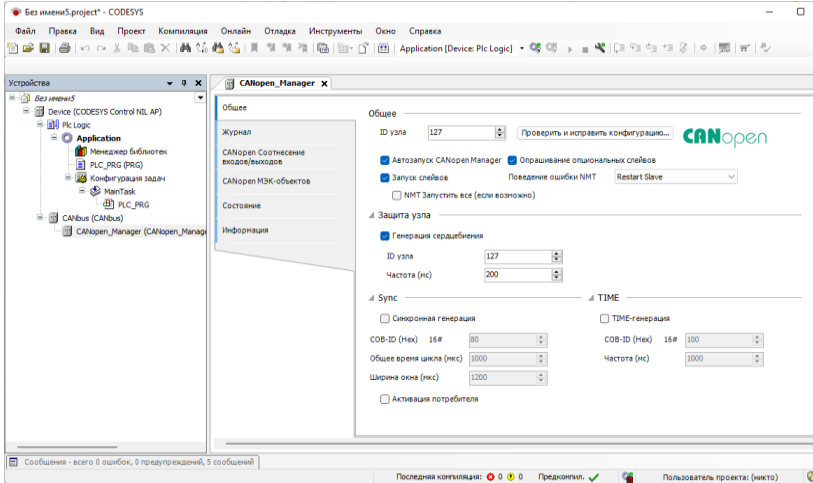 Без имени5.project* - CODESYS
Файл Правка Вид Проект Компиляция Онлайн Отладка Инструменты Окно Справка
Application [Device: Plc Logic]
Устройства
Без имени5
Device (CODESYS Control NIL AP)
Plc Logic
Application
Менеджер библиотек
PLC_PRG (PRG)
Конфигурация задач
MainTask
PLC_PRG
CANbus (CANbus)
CANopen_Manager (CANopen_Manag
CANopen_Manager
Общее
Журнал
CANopen Соотнесение
входов/выходов
CANopen МЭК-объектов
Состояние
Информация
Общее
ID узла 127 Проверить и исправить конфигурацию... CANopen
Автозапуск CANopen Manager Опрашивание опциональных слейвов
Запуск слейвов Поведение ошибки NMT Restart Slave
NMT Запустить все (если возможно)
Защита узла
Генерация сердцебиения
ID узла 127
Частота (мс) 200
Sync TIME
Синхронная генерация TIME-генерация
COB-ID (Hex) 16# 80 COB-ID (Hex) 16# 100
Общее время цикла (мкс) 1000 Частота (мс) 1000
Ширина окна (мкс) 1200
Активация потребителя
Сообщения - всего 0 ошибок, 0 предупреждений, 5 сообщений
Последняя компиляция: 0 0 Предкомпил. Пользователь проекта: (никто)